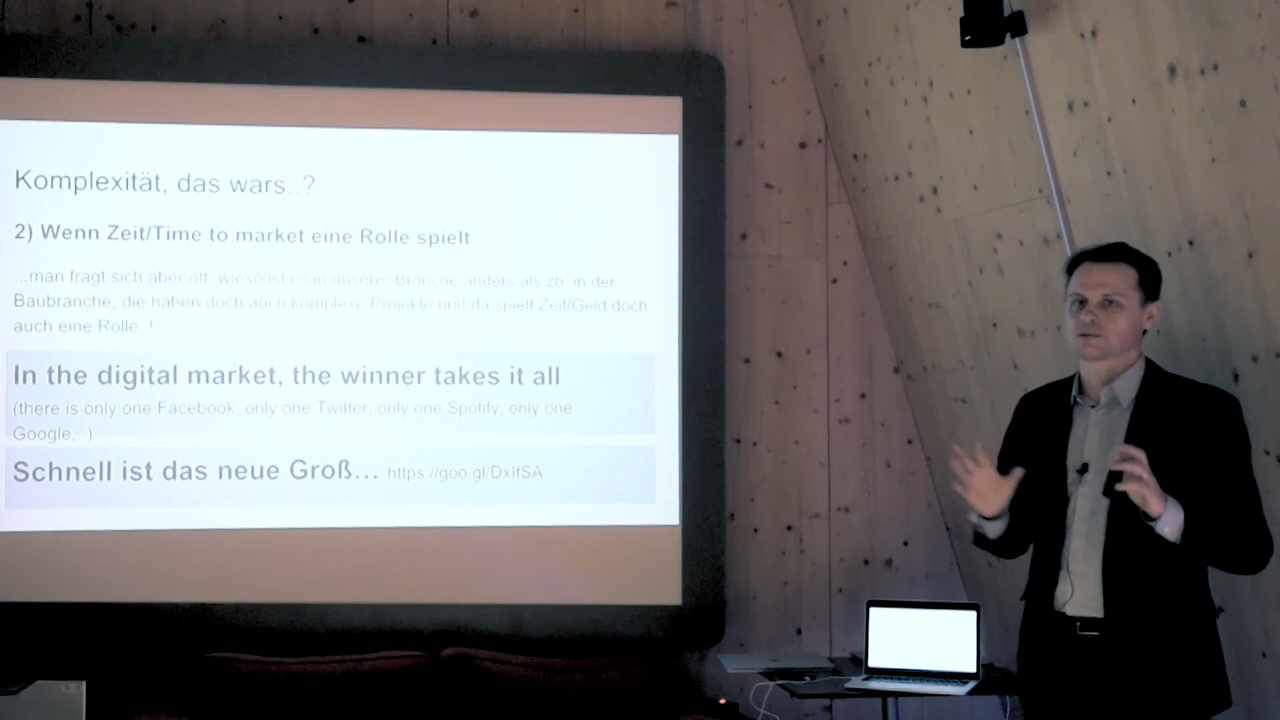 Komplexität, das wars..?
2) Wenn Zeit/Time to market eine Rolle spielt
...man fragt sich aber oft, wieso ist es in unserer Branche anders als zb. in der
Baubranche, die haben doch auch komplexe Projekte und da spielt Zeit/Geld doch
auch eine Rolle !
In the digital market, the winner takes it all
(there is only one Facebook, only one Twitter, only one Spotify, only one
Google,..)
Schnell ist das neue Groß... https://goo.gl/DxIfSA